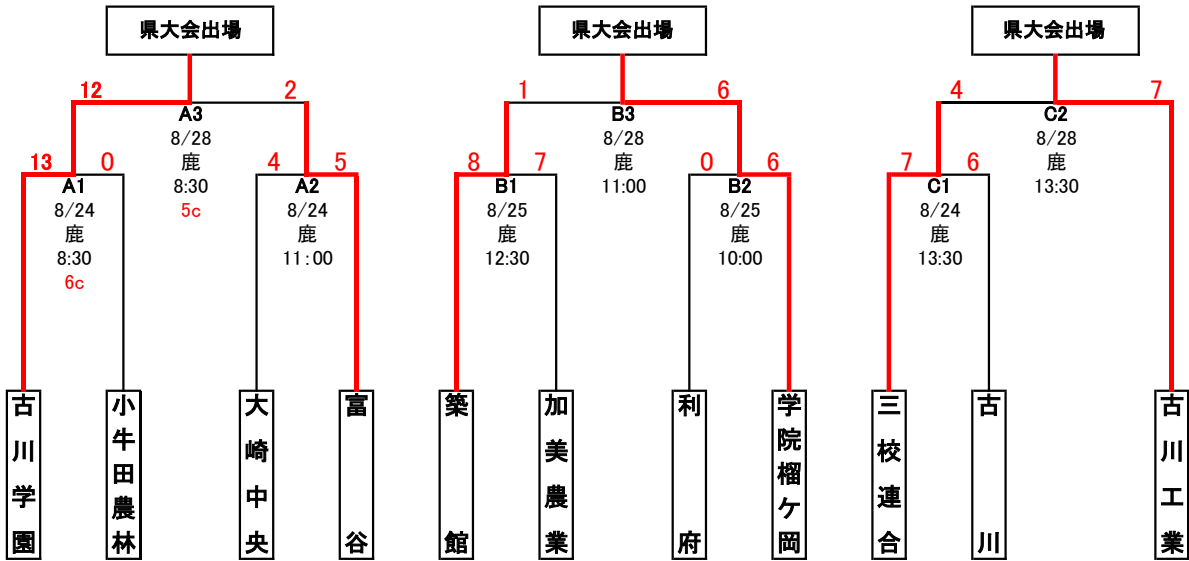 県大会出場
県大会出場
県大会出場
12
2
1
6
4
7
A3
8/28
鹿
8:30
5c
B3
8/28
鹿
11:00
C2
8/28
鹿
13:30
13
0
4
5
8
7
0
6
7
6
A1
8/24
鹿
8:30
6c
A2
8/24
鹿
11:00
B1
8/25
鹿
12:30
B2
8/25
鹿
10:00
C1
8/24
鹿
13:30
古川学園
小牛田農林
大崎中央
富谷
築館
加美農業
利府
学院榴ケ岡
三校連合
古川
古川工業